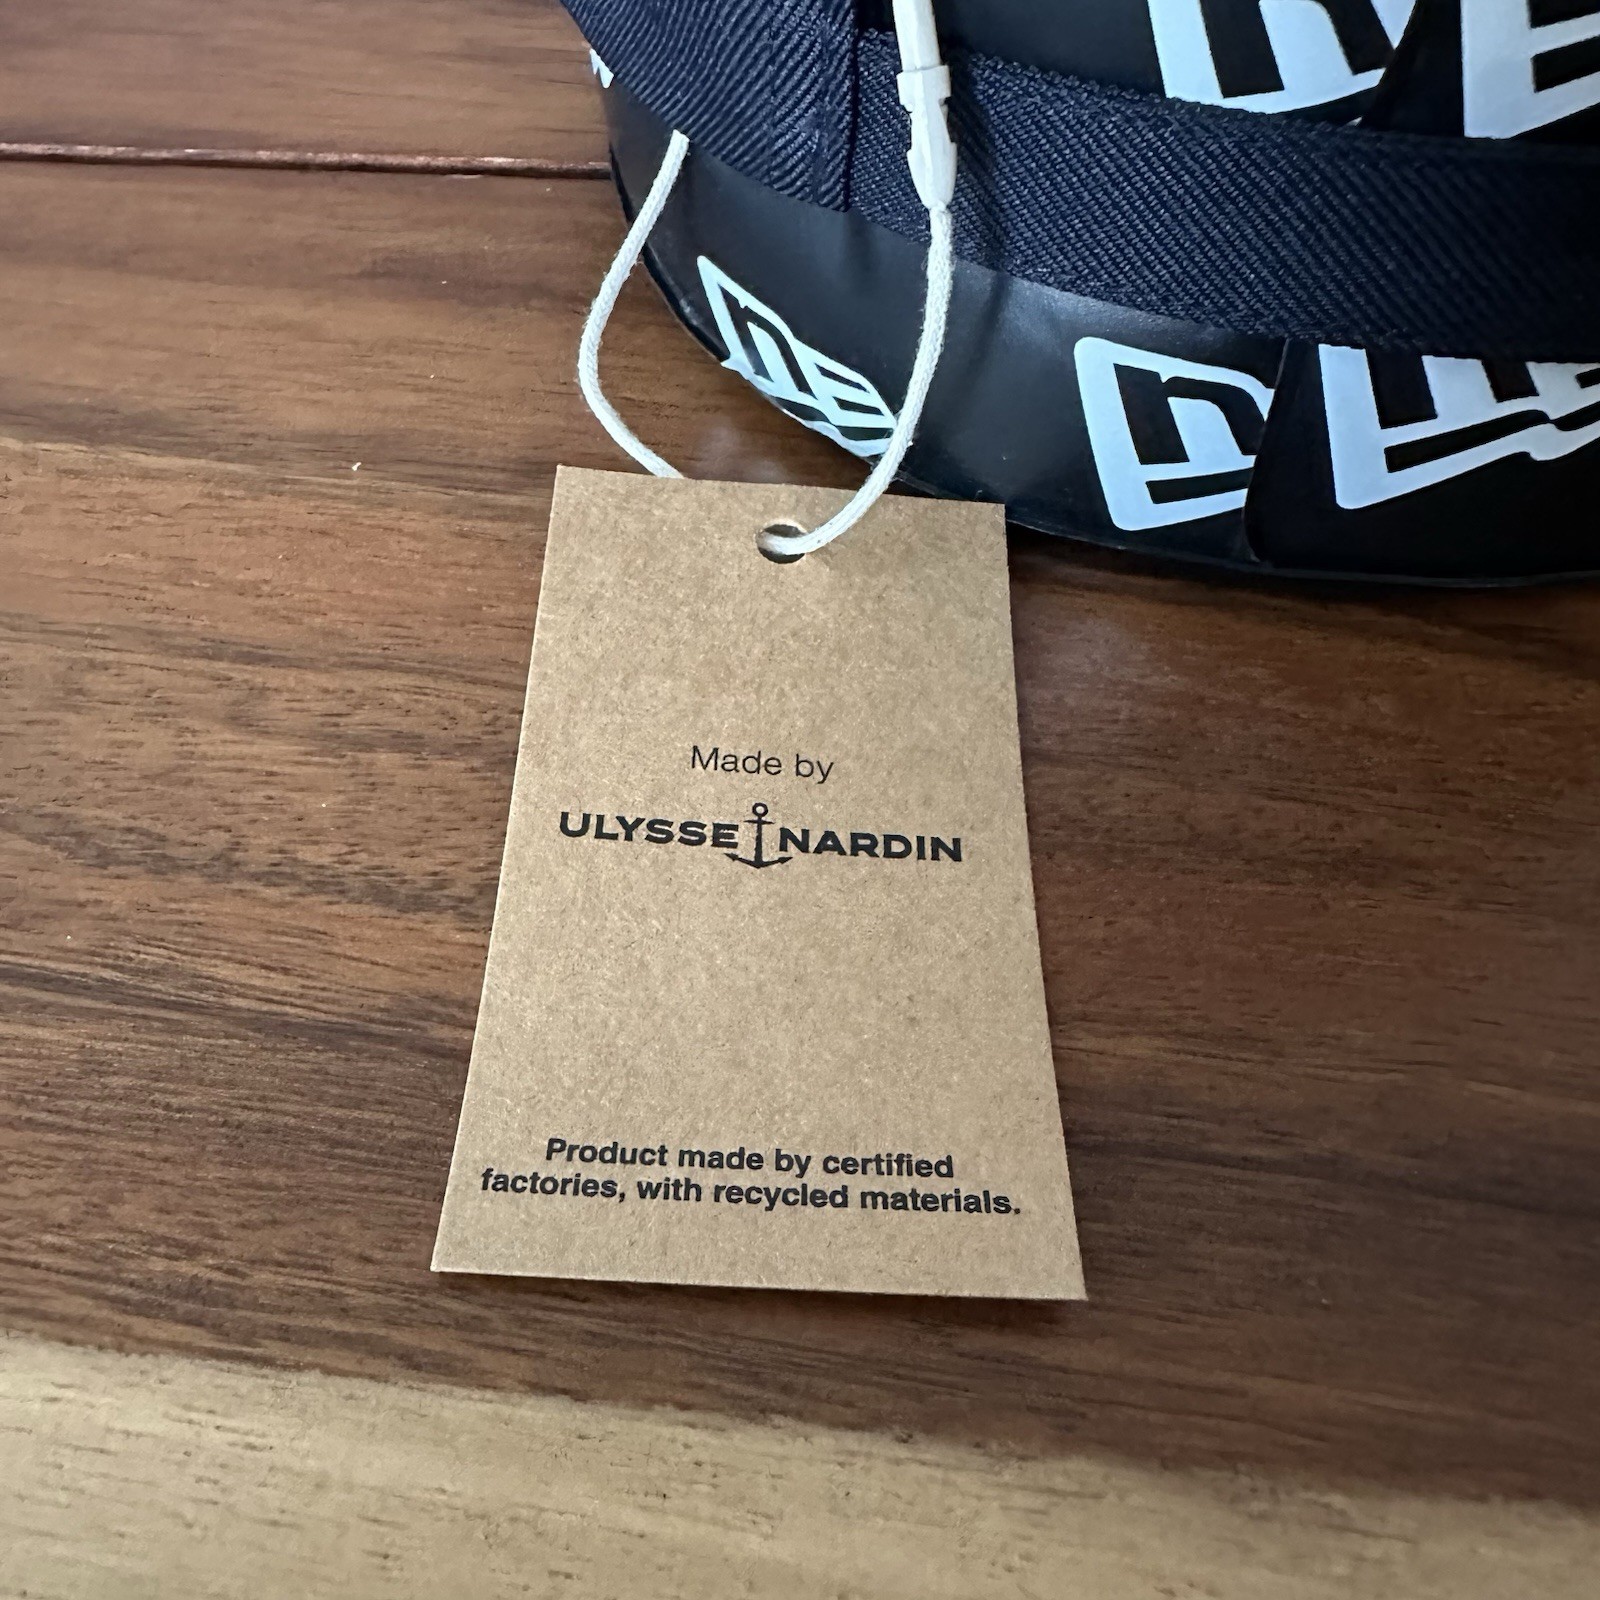 Made by
ULYSSE NARDIN
Product made by certified
factories, with recycled materials.